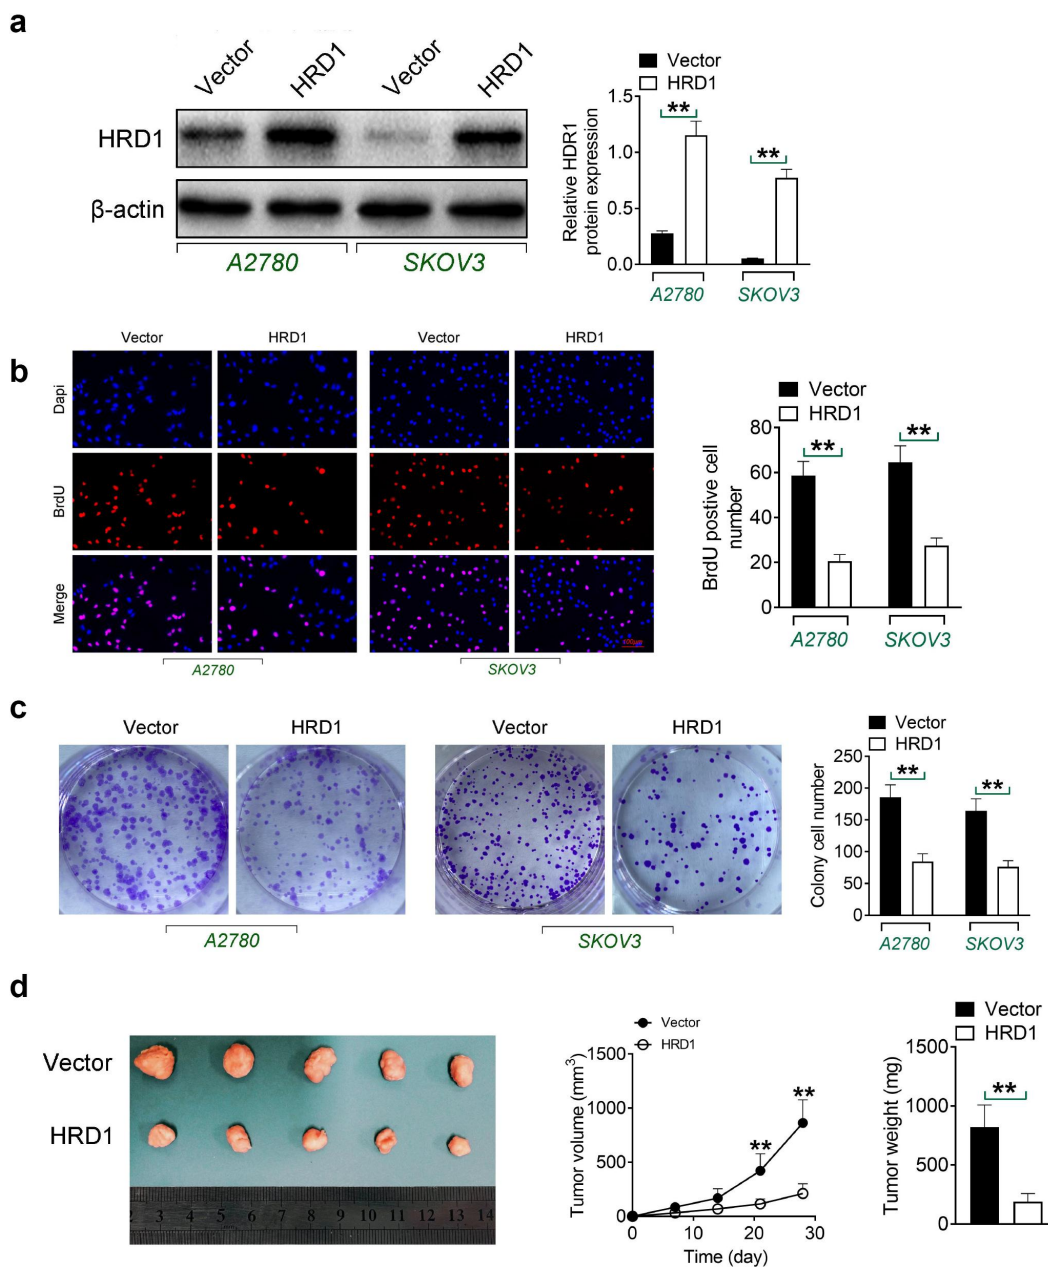 a
Vector HRD1 Vector HRD1
HRD1
β-actin
A2780 SKOV3
Vector
HRD1
Relative HDR1
protein expression
1.5
1.0
0.5
0.0
** **
A2780 SKOV3
b
Vector HRD1 Vector HRD1
Dapi
BrdU
Merge
100μm
A2780 SKOV3
Vector
HRD1
BrdU postive cell
number
80
60
40
20
0
** **
A2780 SKOV3
c
Vector HRD1 Vector HRD1
A2780 SKOV3
Vector
HRD1
Colony cell number
250
200
150
100
50
0
** **
A2780 SKOV3
d
Vector
HRD1
2 3 4 5 6 7 8 9 10 11 12 13 14
Vector
HRD1
Tumor volume (mm3)
1500
1000
500
0
** **
0 10 20 30
Time (day)
Vector
HRD1
Tumor weight (mg)
1500
1000
500
0
**